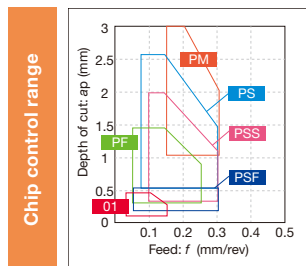 Chip control range
Depth of cut: ap (mm)
3
2.5
2
1.5
1
0.5
0
PM
PS
PSS
PF
PSF
01
0.1 0.2 0.3 0.4 0.5
Feed: f (mm/rev)